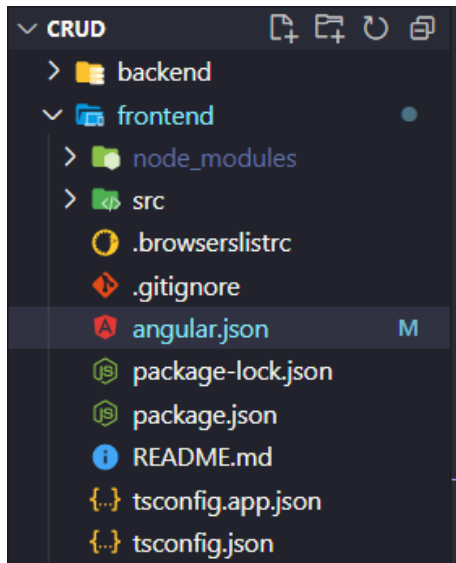 CRUD
backend
frontend
node_modules
src
.browserslistrc
.gitignore
angular.json M
package-lock.json
package.json
README.md
tsconfig.app.json
tsconfig.json